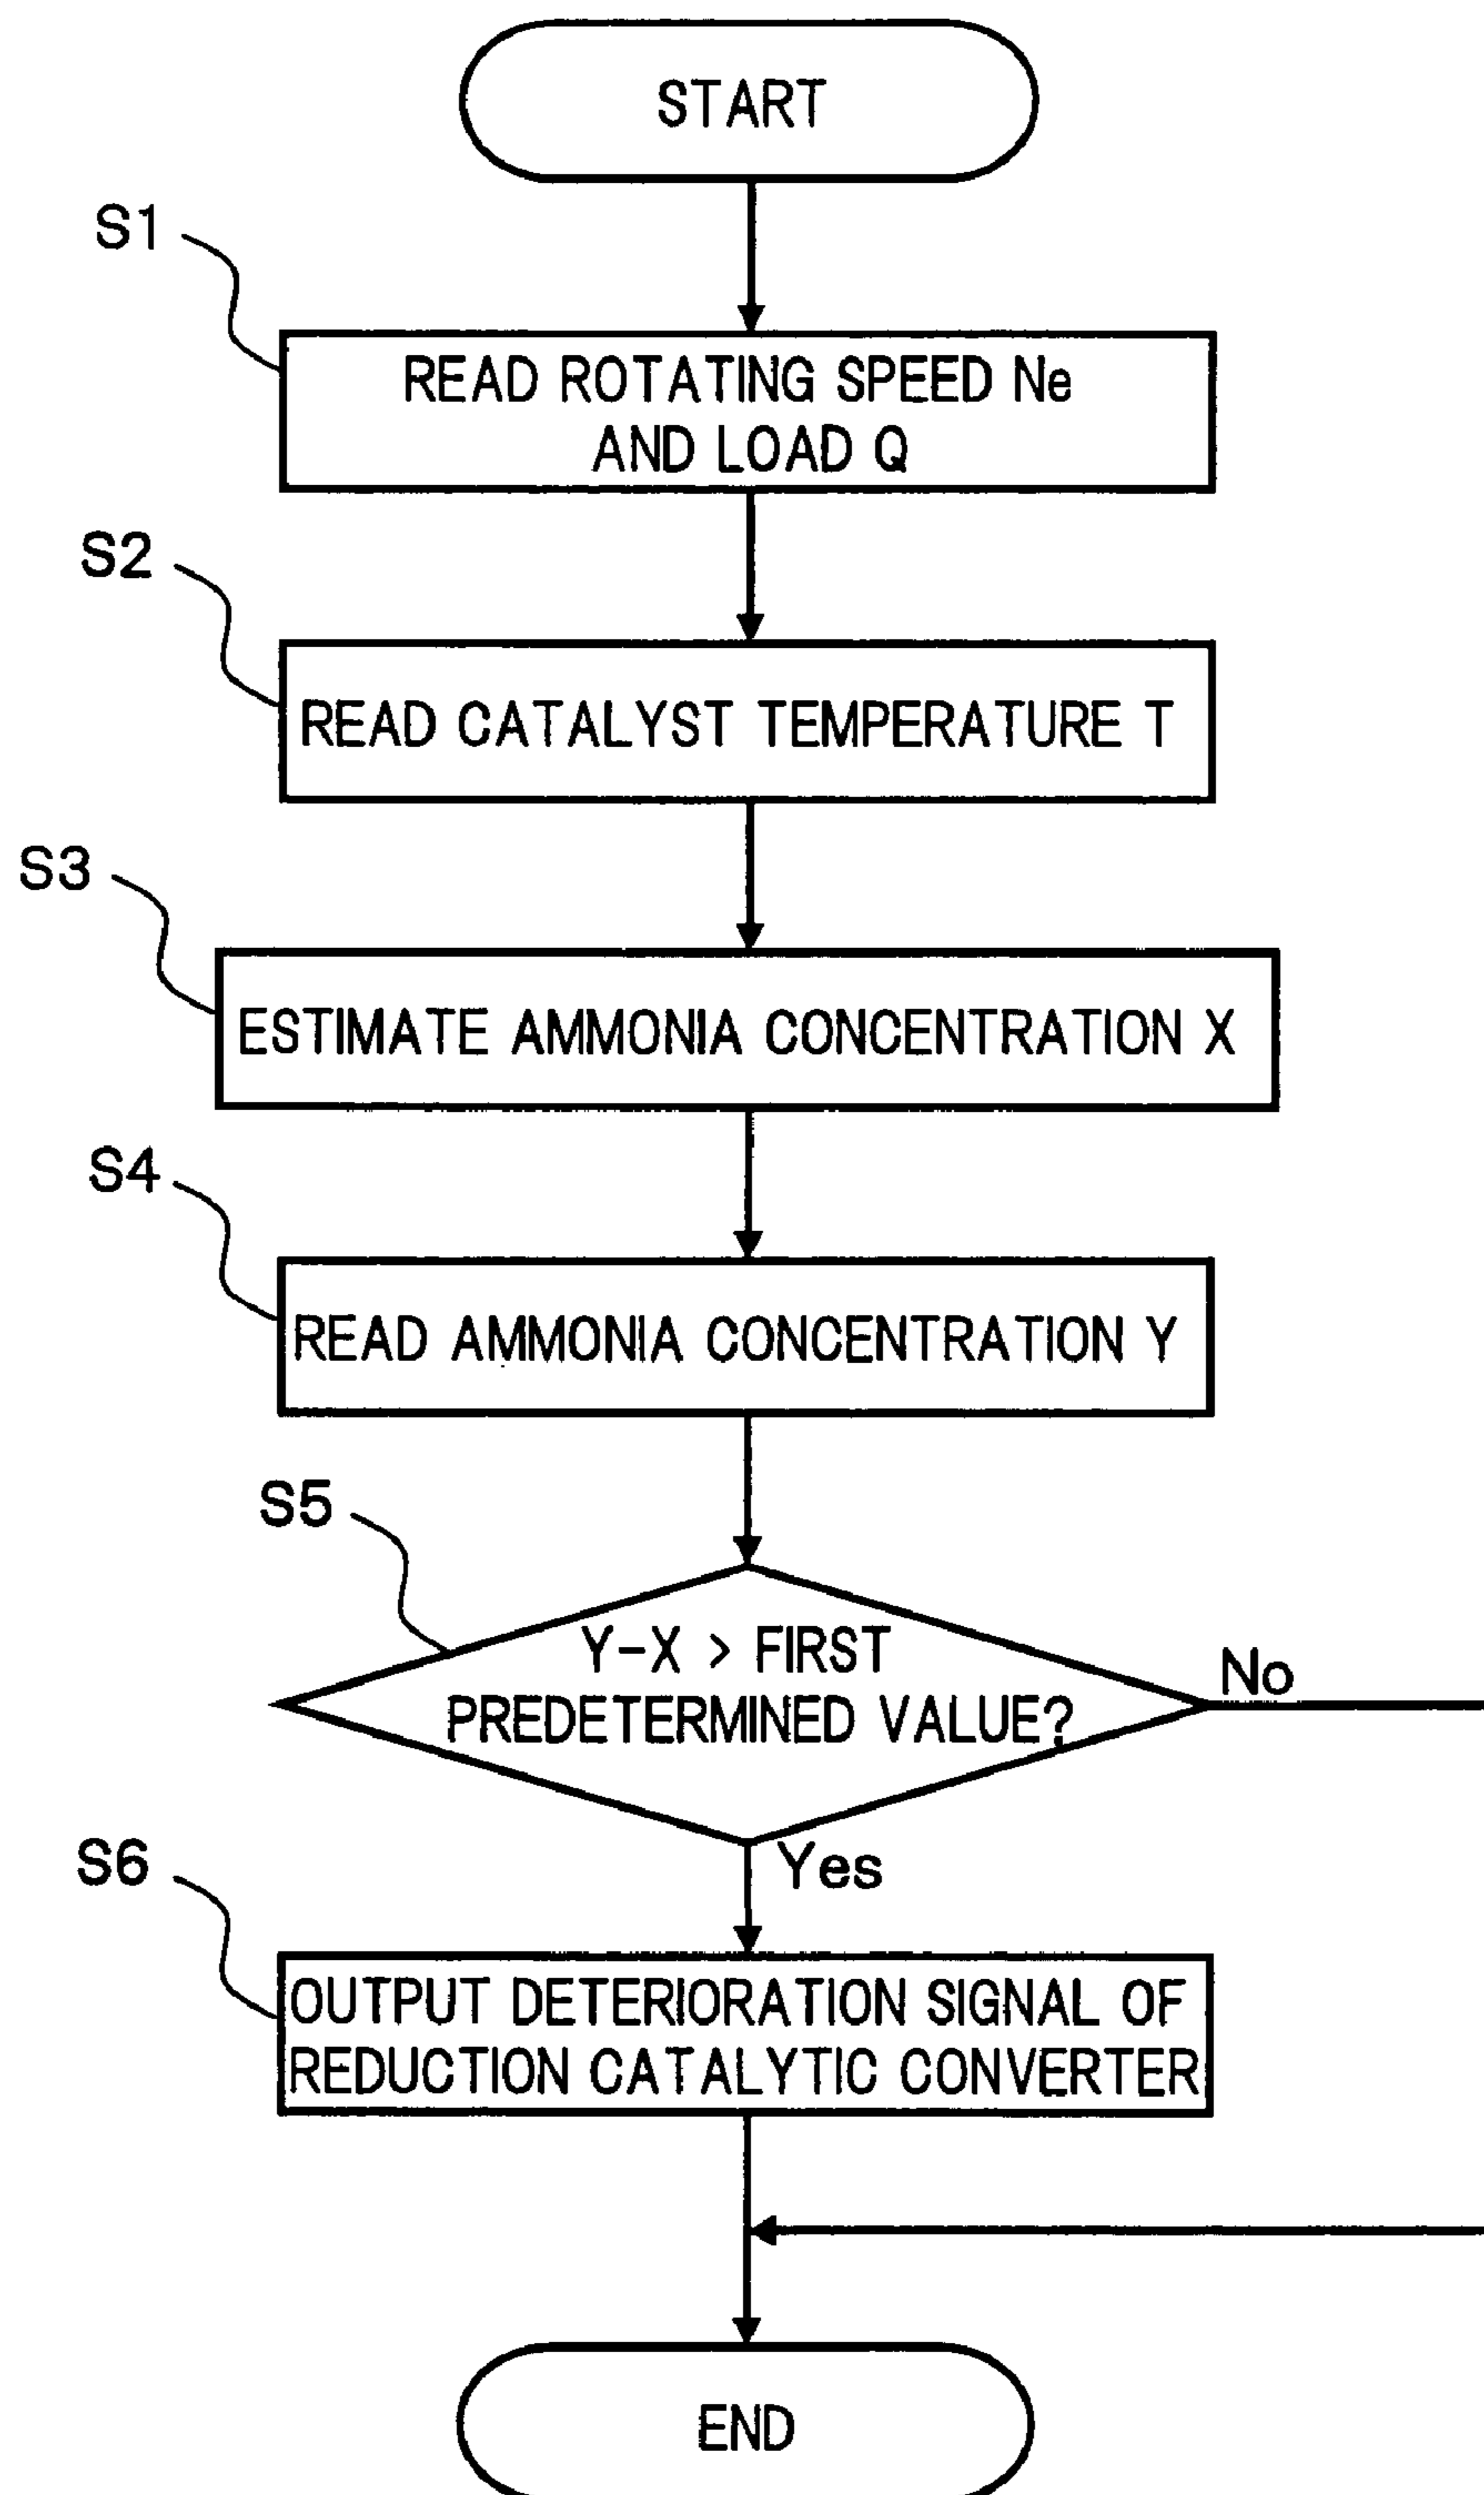 START
S1
READ ROTATING SPEED Ne
AND LOAD Q
S2
READ CATALYST TEMPERATURE T
S3
ESTIMATE AMMONIA CONCENTRATION X
S4
READ AMMONIA CONCENTRATION Y
S5
Y-X > FIRST
PREDETERMINED VALUE?
No
Yes
S6
OUTPUT DETERIORATION SIGNAL OF
REDUCTION CATALYTIC CONVERTER
END